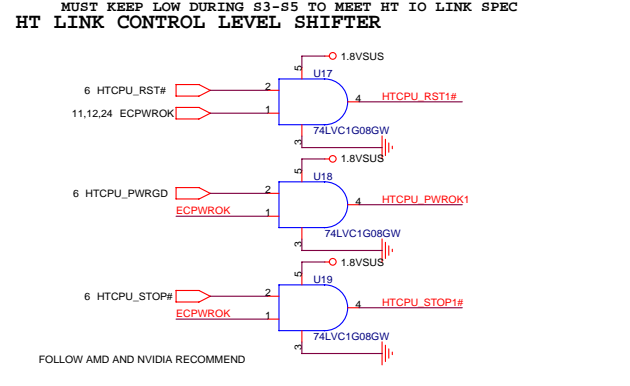 MUST KEEP LOW DURING S3-S5 TO MEET HT IO LINK SPEC
HT LINK CONTROL LEVEL SHIFTER
1.8VSUS
5
U17
6 HTCPU_RST#
2
4
HTCPU_RST1#
11,12,24 ECPWROK
1
74LVC1G08GW
3
1.8VSUS
5
U18
6 HTCPU_PWRGD
2
4
HTCPU_PWROK1
ECPWROK
1
74LVC1G08GW
3
1.8VSUS
5
U19
6 HTCPU_STOP#
2
4
HTCPU_STOP1#
ECPWROK
1
74LVC1G08GW
3
FOLLOW AMD AND NVIDIA RECOMMEND